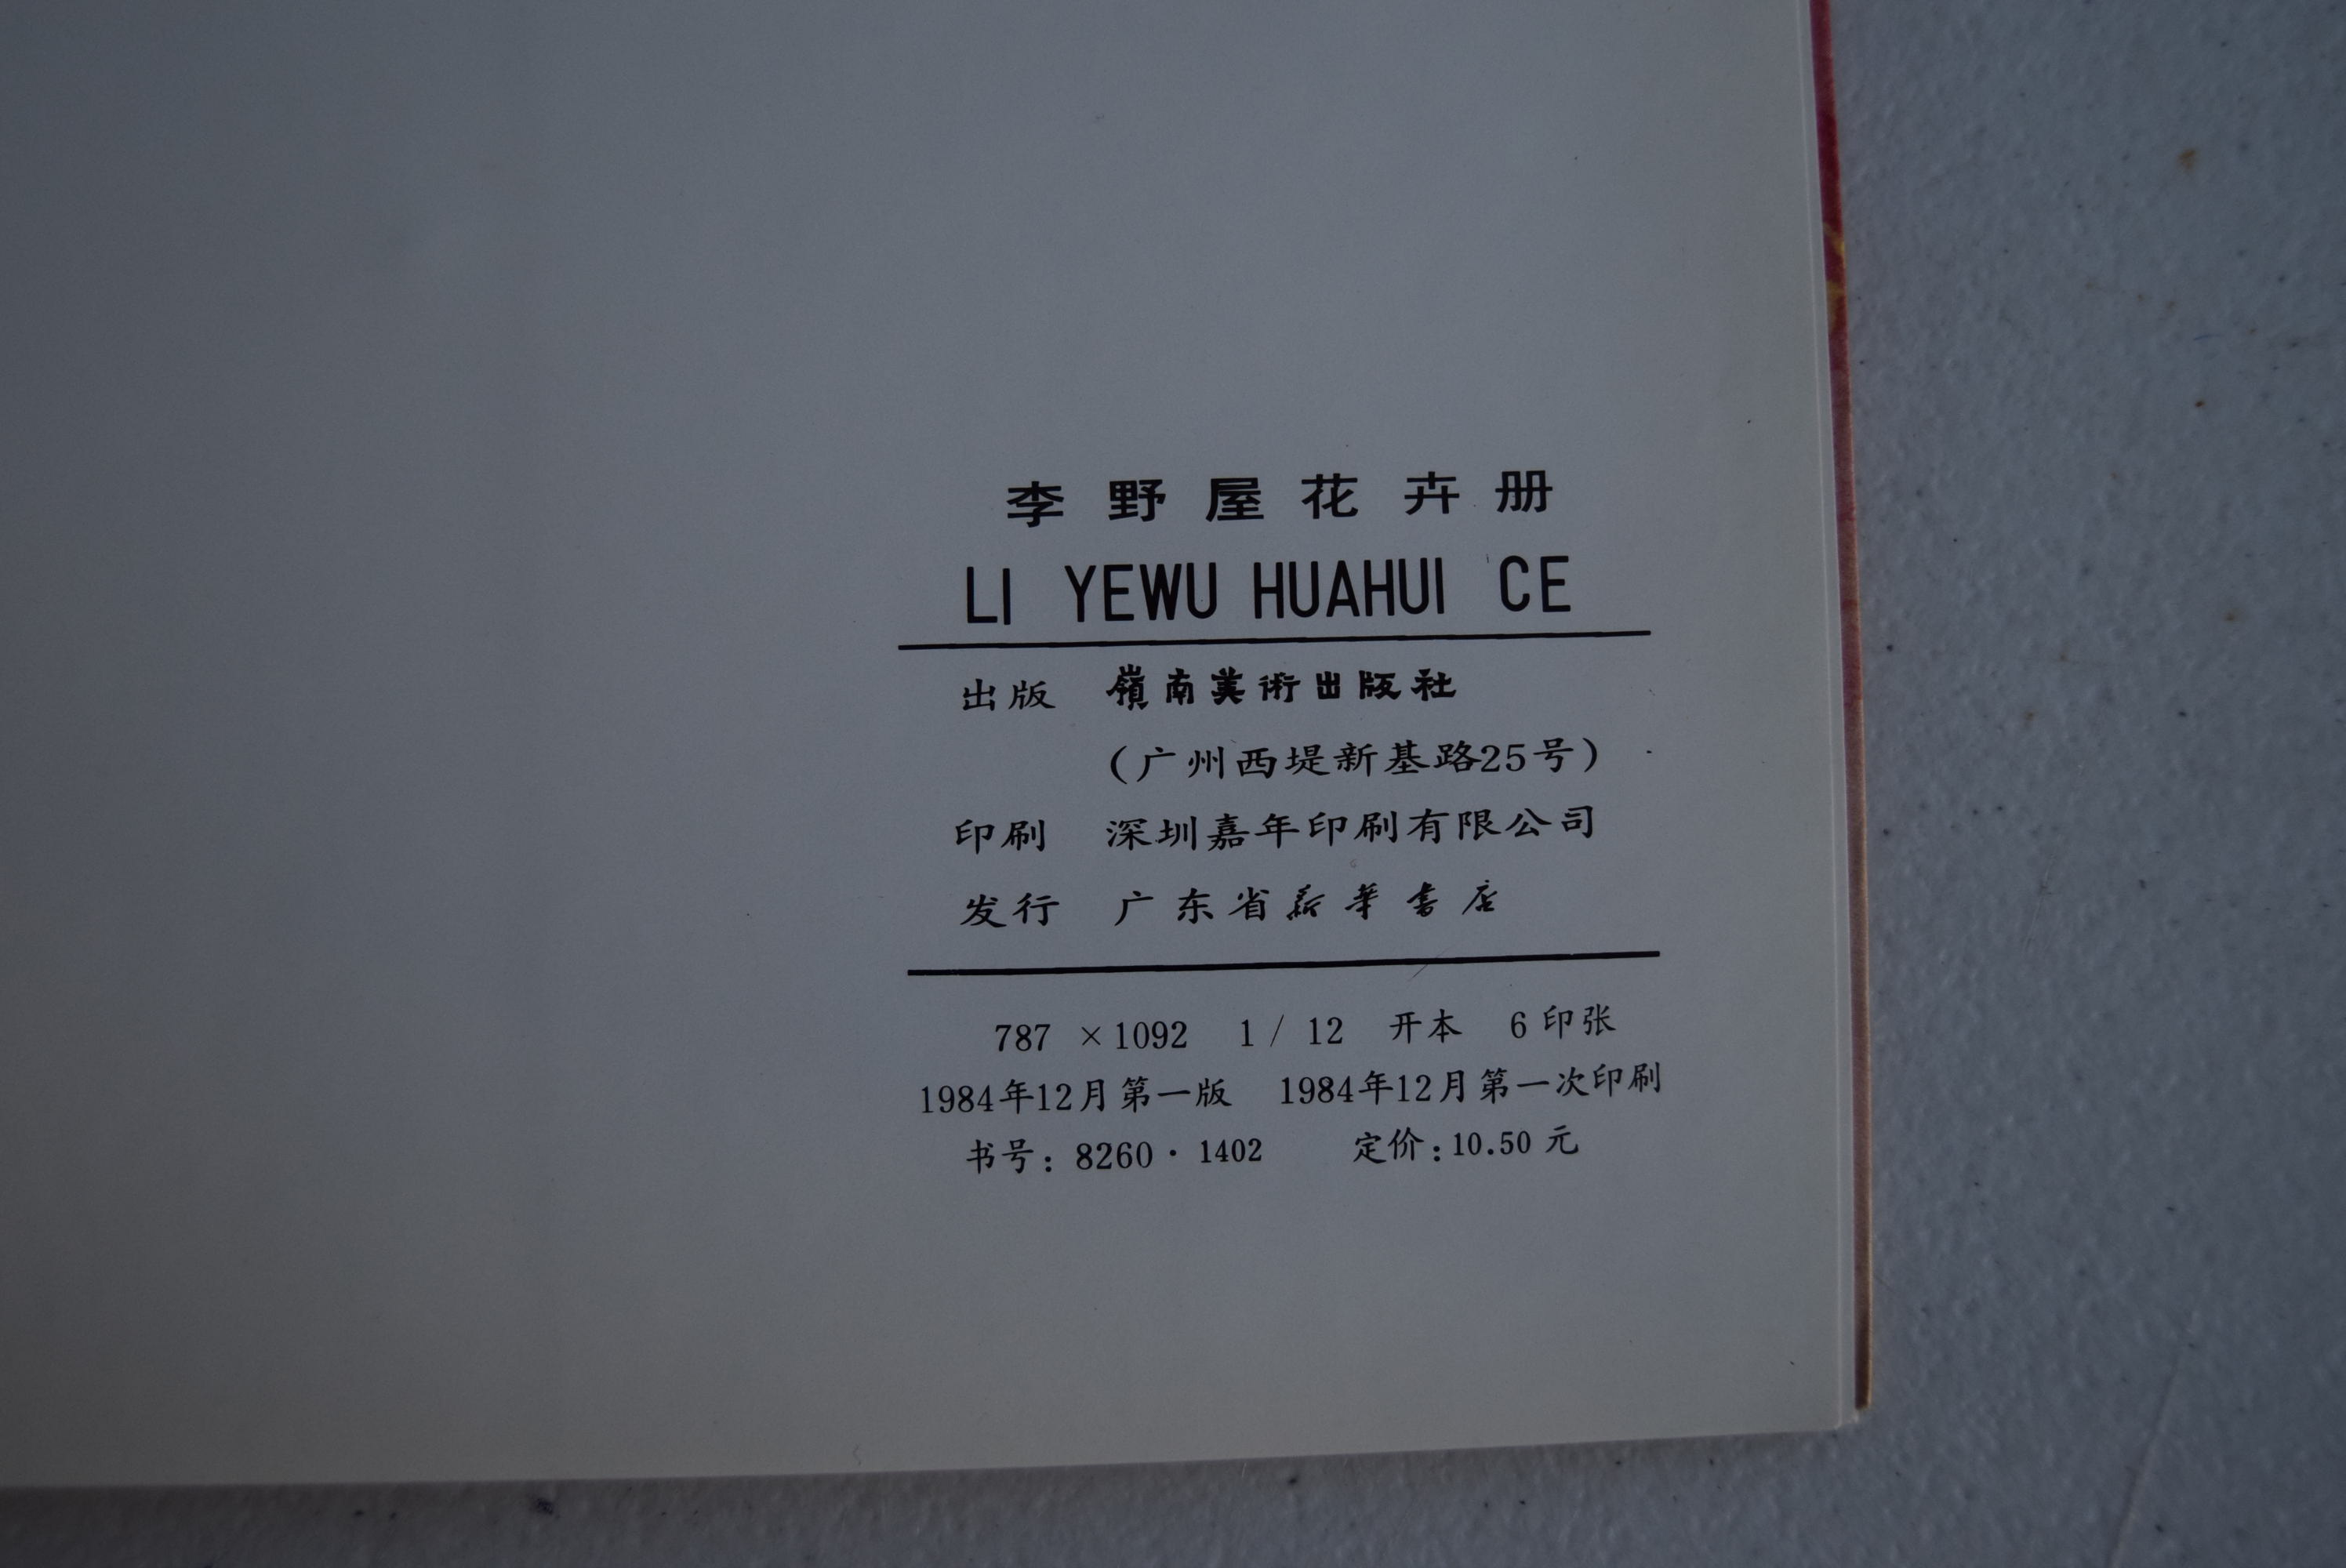 李野屋花卉册
LI YEWU HUAHUI CE
出版 嶺南美術出版社
（广州西堤新基路25号）
印刷 深圳嘉年印刷有限公司
发行 广东省新華書店
787 ×1092 1 / 12 开本 6 印张
1984年12月第一版 1984年12月第一次印刷
书号：8260·1402 定价：10.50 元